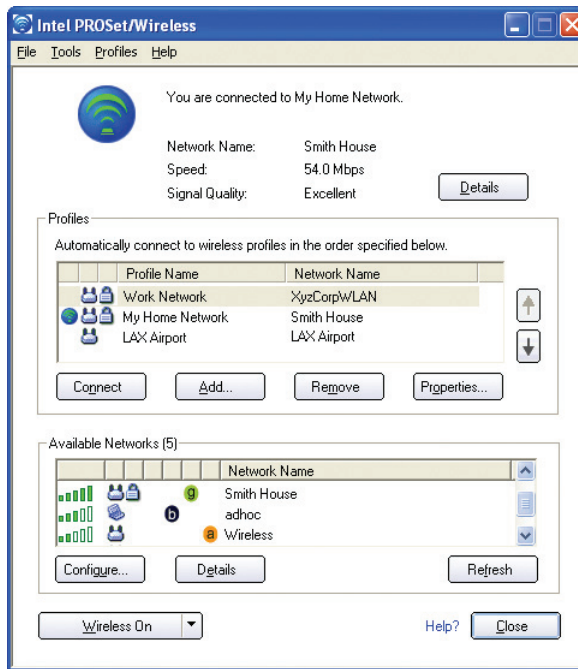 Intel PROSet/Wireless
File Tools Profiles Help
You are connected to My Home Network.
Network Name: Smith House
Speed: 54.0 Mbps
Signal Quality: Excellent
Details
Profiles
Automatically connect to wireless profiles in the order specified below.
Profile Name Network Name
Work Network XyzCorpWLAN
My Home Network Smith House
LAX Airport LAX Airport
Connect Add... Remove Properties...
Available Networks (5)
Network Name
g Smith House
b adhoc
a Wireless
Configure... Details Refresh
Wireless On Help? Close